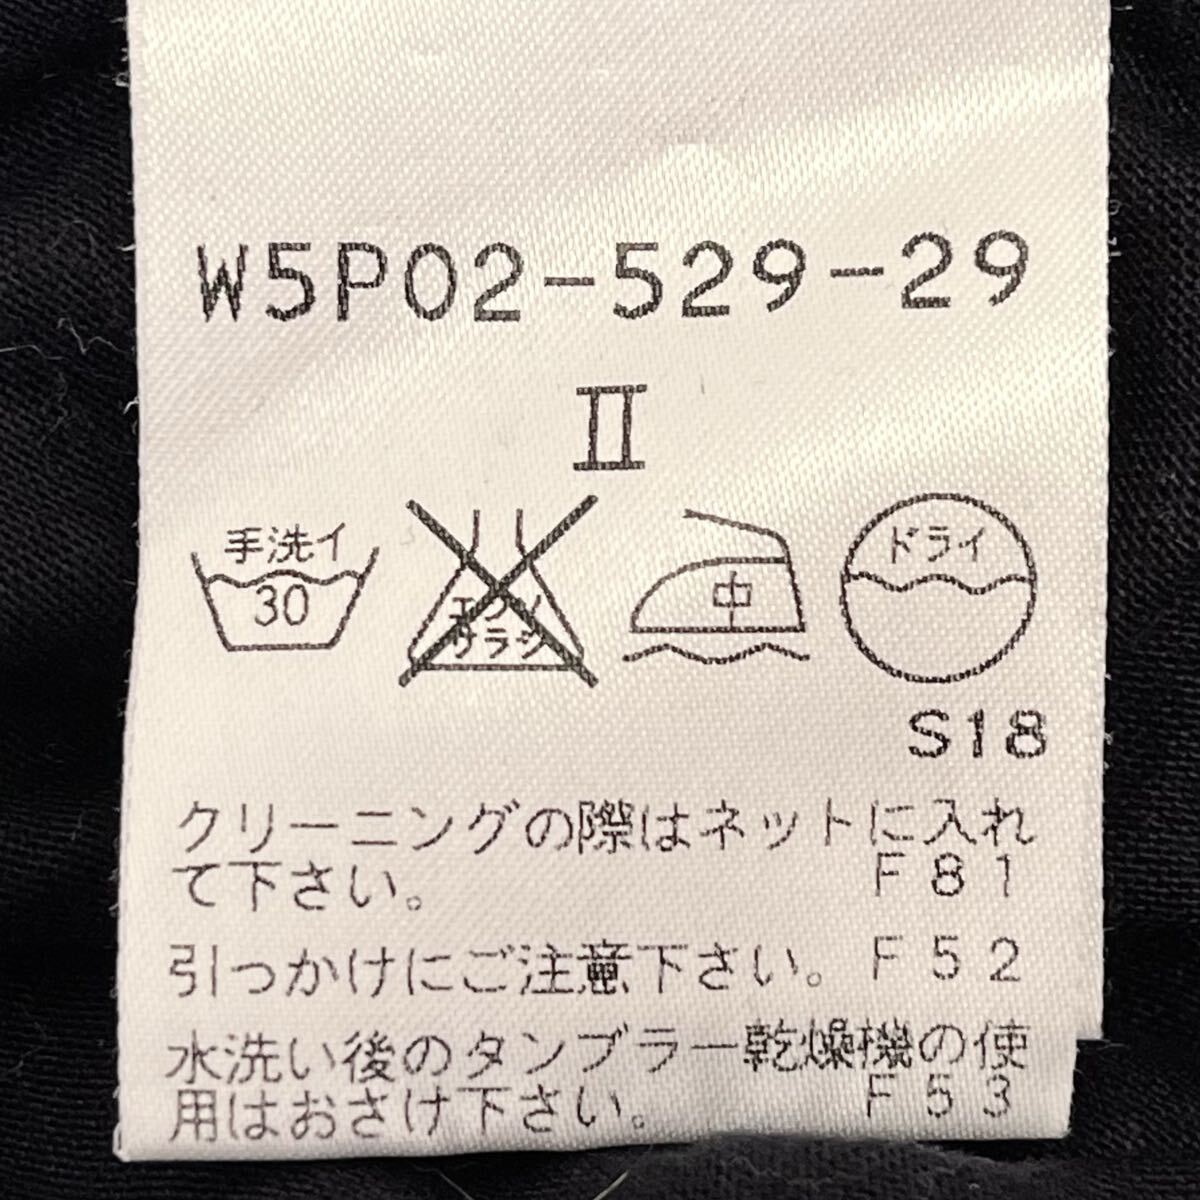 W5P02-529-29
II
手洗イ
30
エンソ
サラシ
中
ドライ
S18
クリーニングの際はネットに入れ
て下さい。 F81
引っかけにご注意下さい。 F52
水洗い後のタンブラー乾燥機の使
用はおさけ下さい。 F53